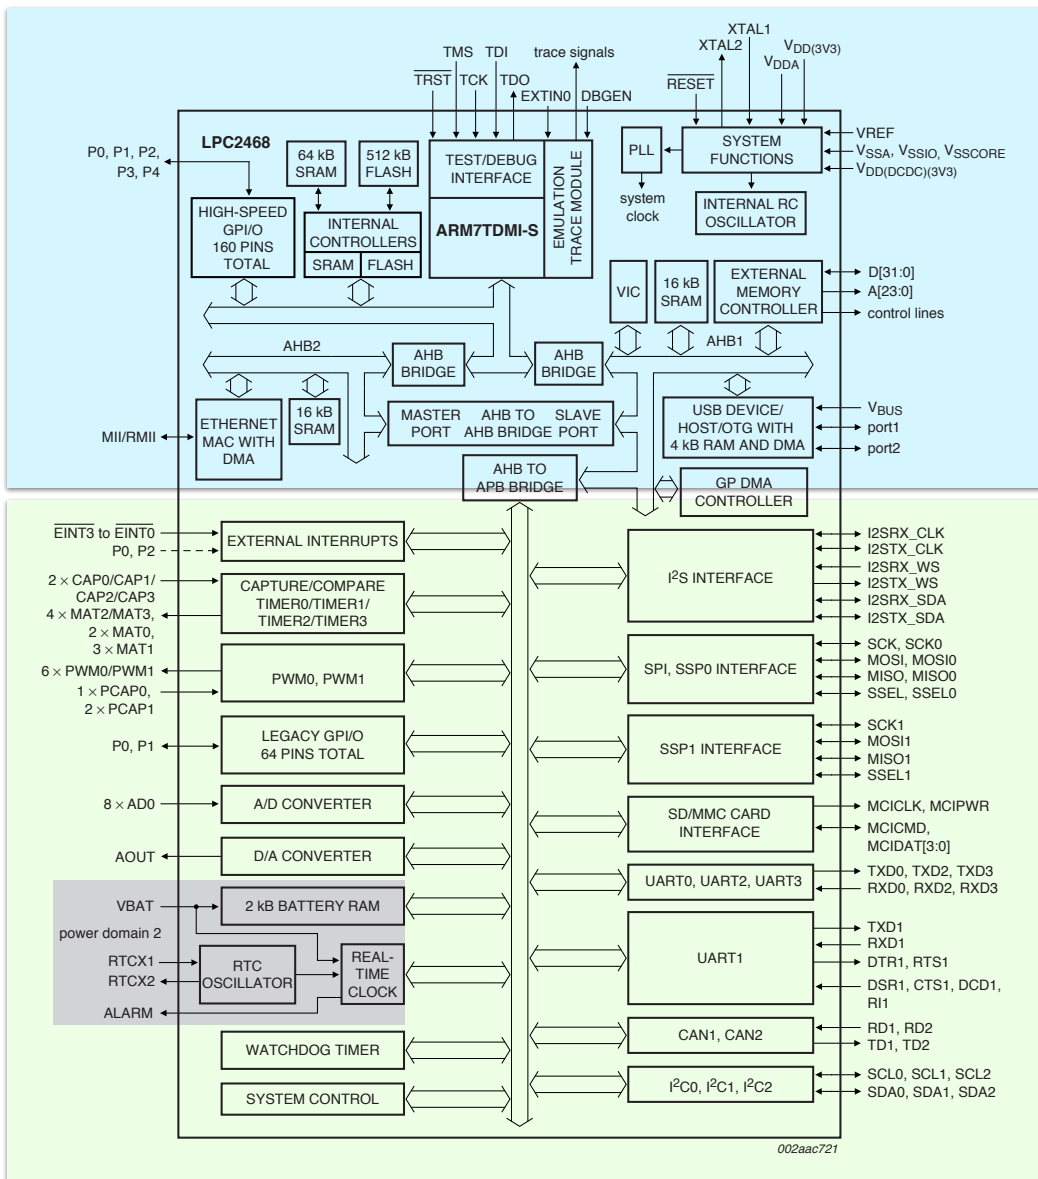 XTAL1
XTAL2
VDD(3V3)
VDDA
RESET
TMS
TDI
trace signals
TRST
TCK
TDO
EXTIN0
DBGEN
LPC2468
P0, P1, P2,
P3, P4
64 kB
SRAM
512 kB
FLASH
TEST/DEBUG
INTERFACE
ARM7TDMI-S
EMULATION
TRACE MODULE
PLL
system
clock
SYSTEM
FUNCTIONS
VREF
VSSA, VSSIO, VSSCORE
VDD(DCDC)(3V3)
INTERNAL RC
OSCILLATOR
HIGH-SPEED
GPI/O
160 PINS
TOTAL
INTERNAL
CONTROLLERS
SRAM
FLASH
VIC
16 kB
SRAM
EXTERNAL
MEMORY
CONTROLLER
D[31:0]
A[23:0]
control lines
AHB2
AHB
BRIDGE
AHB
BRIDGE
AHB1
ETHERNET
MAC WITH
DMA
MII/RMII
16 kB
SRAM
MASTER
PORT
AHB TO
AHB BRIDGE
SLAVE
PORT
USB DEVICE/
HOST/OTG WITH
4 kB RAM AND DMA
VBUS
port1
port2
AHB TO
APB BRIDGE
GP DMA
CONTROLLER
EINT3 to EINT0
P0, P2
EXTERNAL INTERRUPTS
2 × CAP0/CAP1/
CAP2/CAP3
4 × MAT2/MAT3,
2 × MAT0,
3 × MAT1
CAPTURE/COMPARE
TIMER0/TIMER1/
TIMER2/TIMER3
6 × PWM0/PWM1
1 × PCAP0,
2 × PCAP1
PWM0, PWM1
P0, P1
LEGACY GPI/O
64 PINS TOTAL
8 × AD0
A/D CONVERTER
AOUT
D/A CONVERTER
VBAT
2 kB BATTERY RAM
power domain 2
RTCX1
RTCX2
RTC
OSCILLATOR
REAL-
TIME
CLOCK
ALARM
WATCHDOG TIMER
SYSTEM CONTROL
I2S INTERFACE
I2SRX_CLK
I2STX_CLK
I2SRX_WS
I2STX_WS
I2SRX_SDA
I2STX_SDA
SPI, SSP0 INTERFACE
SCK, SCK0
MOSI, MOSI0
MISO, MISO0
SSEL, SSEL0
SSP1 INTERFACE
SCK1
MOSI1
MISO1
SSEL1
SD/MMC CARD
INTERFACE
MCICLK, MCIPWR
MCICMD,
MCIDAT[3:0]
UART0, UART2, UART3
TXD0, TXD2, TXD3
RXD0, RXD2, RXD3
UART1
TXD1
RXD1
DTR1, RTS1
DSR1, CTS1, DCD1,
RI1
CAN1, CAN2
RD1, RD2
TD1, TD2
I2C0, I2C1, I2C2
SCL0, SCL1, SCL2
SDA0, SDA1, SDA2
002aac721